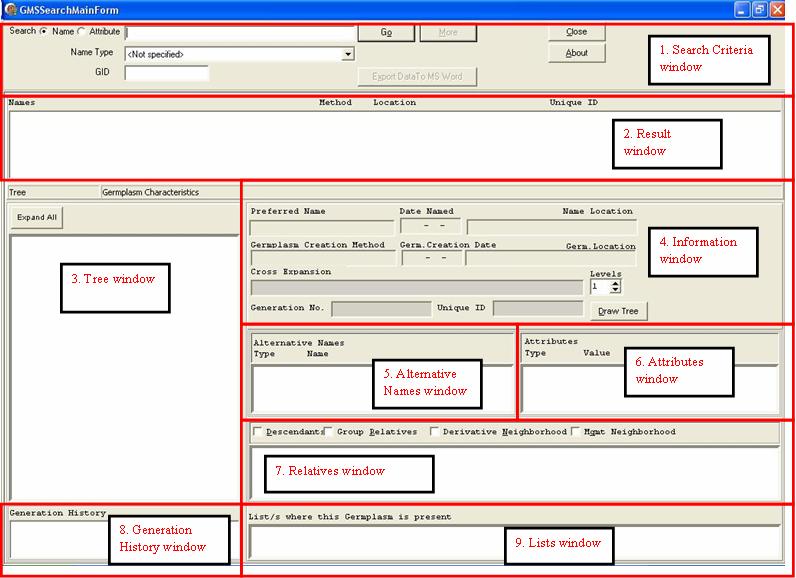 GMSSearchMainForm
Search Name Attribute Go More Close
Name Type <Not specified> About
GID Export DataTo MS Word
1. Search Criteria
window
Names Method Location Unique ID
2. Result
window
Tree Germplasm Characteristics
Expand All
3. Tree window
Preferred Name Date Named Name Location
- -
Germplasm Creation Method Germ.Creation Date Germ.Location
- -
4. Information
window
Cross Expansion Levels
1
Generation No. Unique ID Draw Tree
Alternative Names
Type Name
5. Alternative
Names window
Attributes
Type Value
6. Attributes
window
Descendants Group Relatives Derivative Neighborhood Mgmt Neighborhood
7. Relatives window
Generation History
8. Generation
History window
List/s where this Germplasm is present
9. Lists window